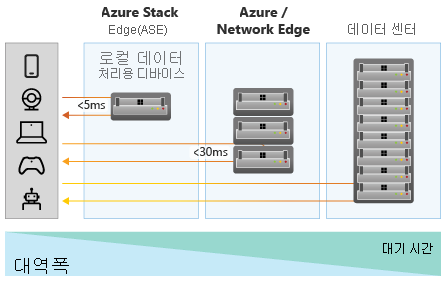 Azure Stack
Edge(ASE)
Azure /
Network Edge
데이터 센터
로컬 데이터
처리용 디바이스
<5ms
<30ms
대기 시간
대역폭